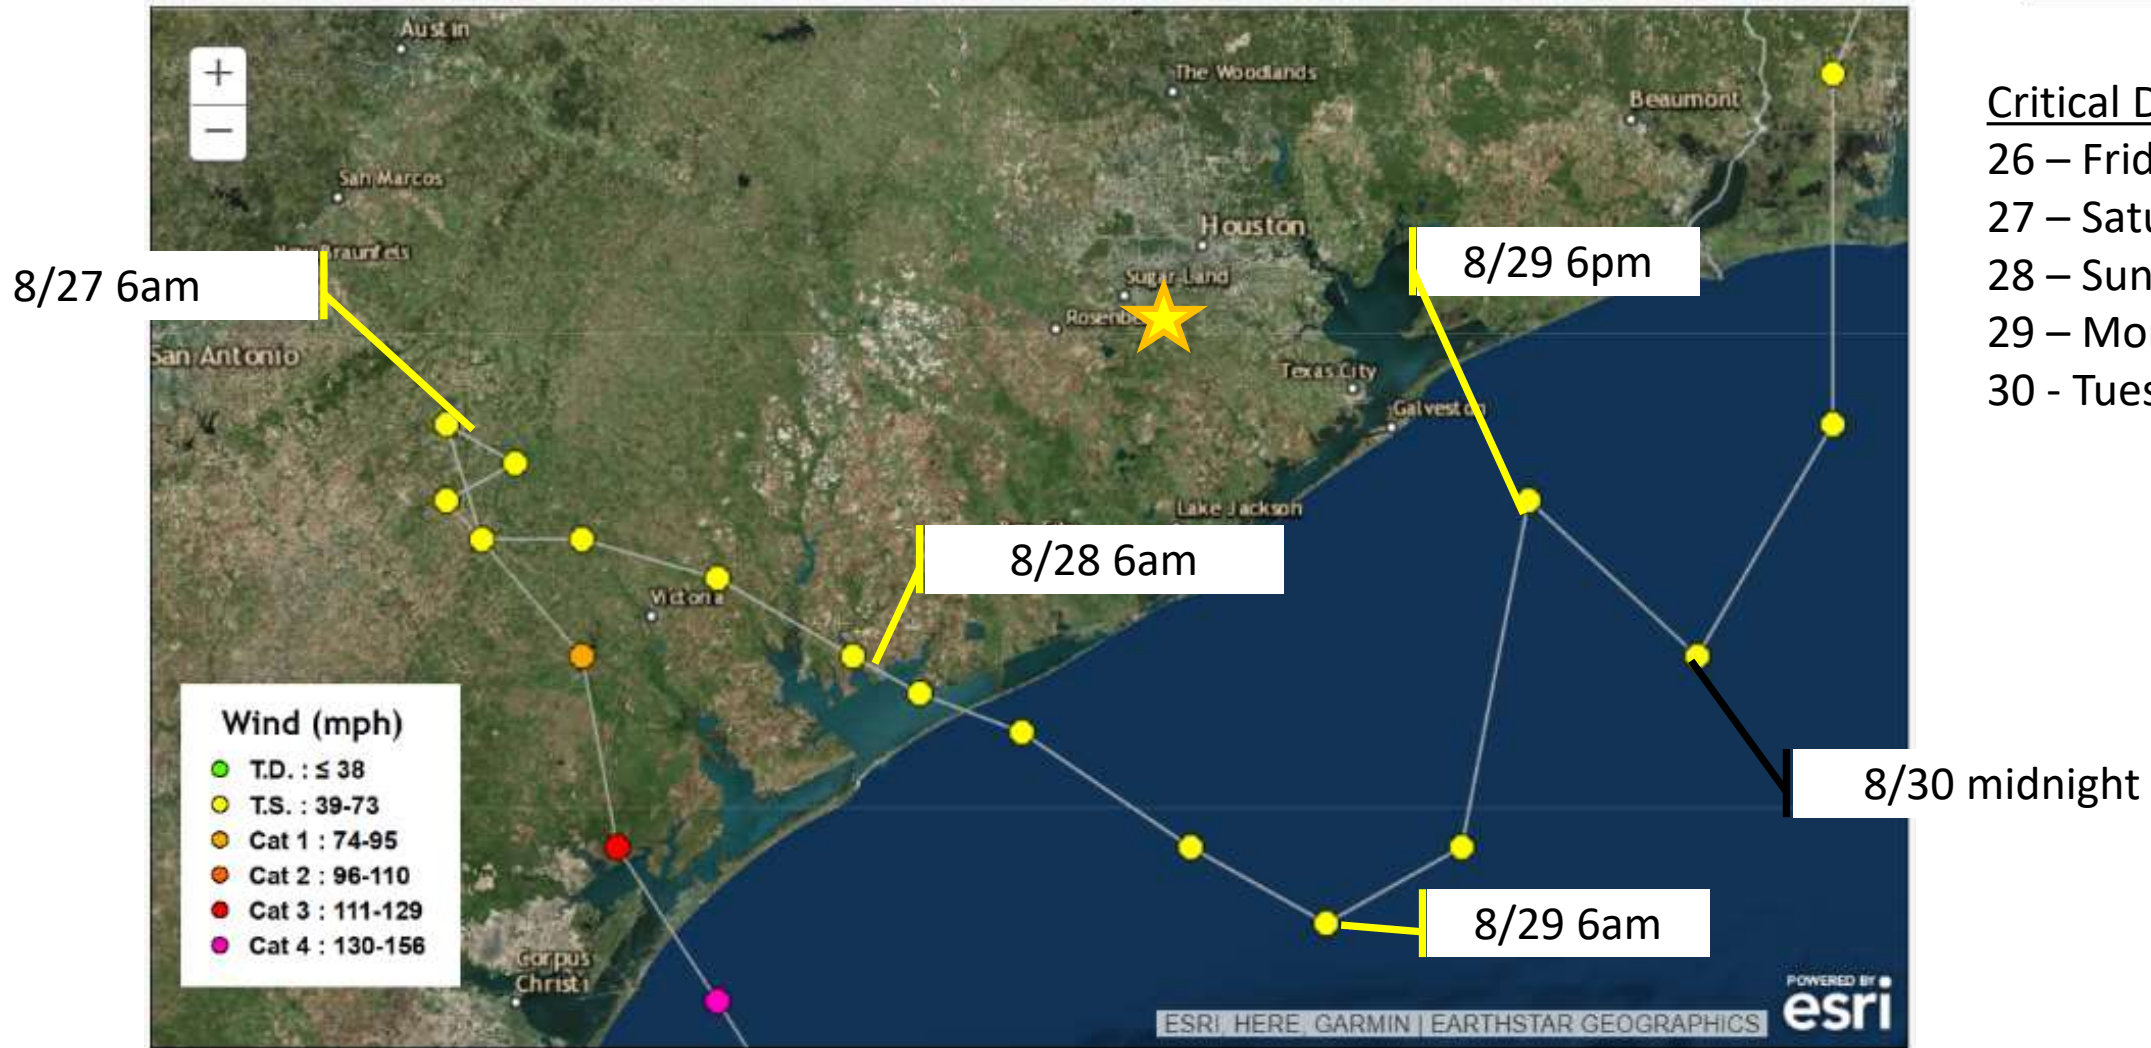 Austin
+
−
The Woodlands
Beaumont
Critical
26 – Frid
27 – Satu
28 – Sun
29 – Mo
30 - Tues
San Marcos
Houston
8/27 6am
8/29 6pm
Sugar Land
San Antonio
Texas City
Galveston
Lake Jackson
8/28 6am
Victoria
Wind (mph)
T.D. : ≤ 38
T.S. : 39-73
Cat 1 : 74-95
Cat 2 : 96-110
Cat 3 : 111-129
Cat 4 : 130-156
8/30 midnight
8/29 6am
Corpus
Christi
POWERED BY
esri
ESRI, HERE, GARMIN | EARTHSTAR GEOGRAPHICS